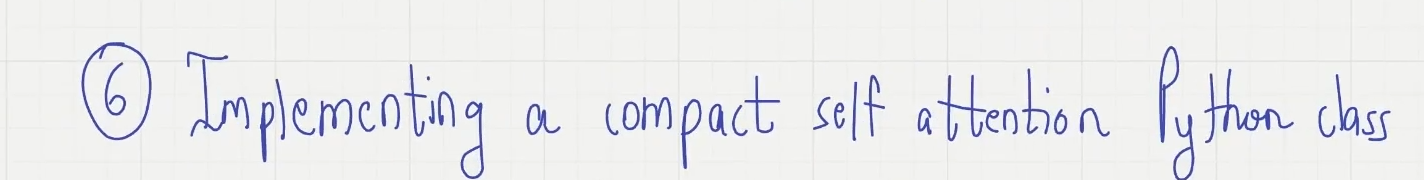 ⑥ Implementing a compact self attention Python class